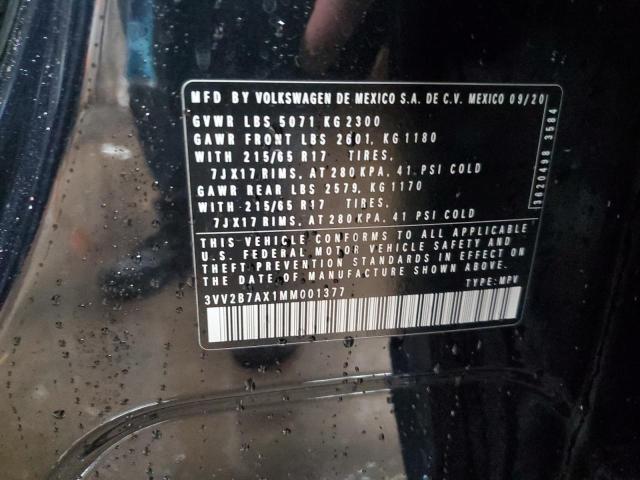 MFD BY VOLKSWAGEN DE MEXICO S.A. DE C.V. MEXICO 09/20
GVWR LBS 5071 KG 2300
GAWR FRONT LBS 2601, KG 1180
WITH 215/65 R17 TIRES,
7JX17 RIMS, AT 280 KPA, 41 PSI COLD
GAWR REAR LBS 2579, KG 1170
WITH 215/65 R17 TIRES,
7JX17 RIMS, AT 280 KPA, 41 PSI COLD
THIS VEHICLE CONFORMS TO ALL APPLICABLE
U.S. FEDERAL MOTOR VEHICLE SAFETY AND
THEFT PREVENTION STANDARDS IN EFFECT ON
THE DATE OF MANUFACTURE SHOWN ABOVE.
3VV2B7AX1MM001377
TYPE: MPV
3620498 3584